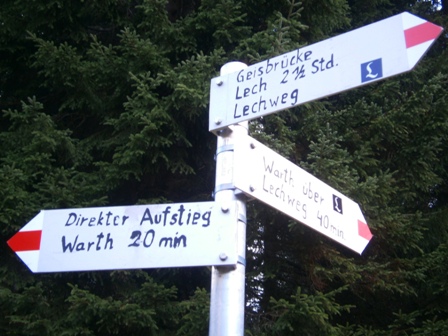 Geisbrücke
Lech 2½ Std.
Lechweg
L
Warth über
Lechweg 40 min
L
Direkter Aufstieg
Warth 20 min